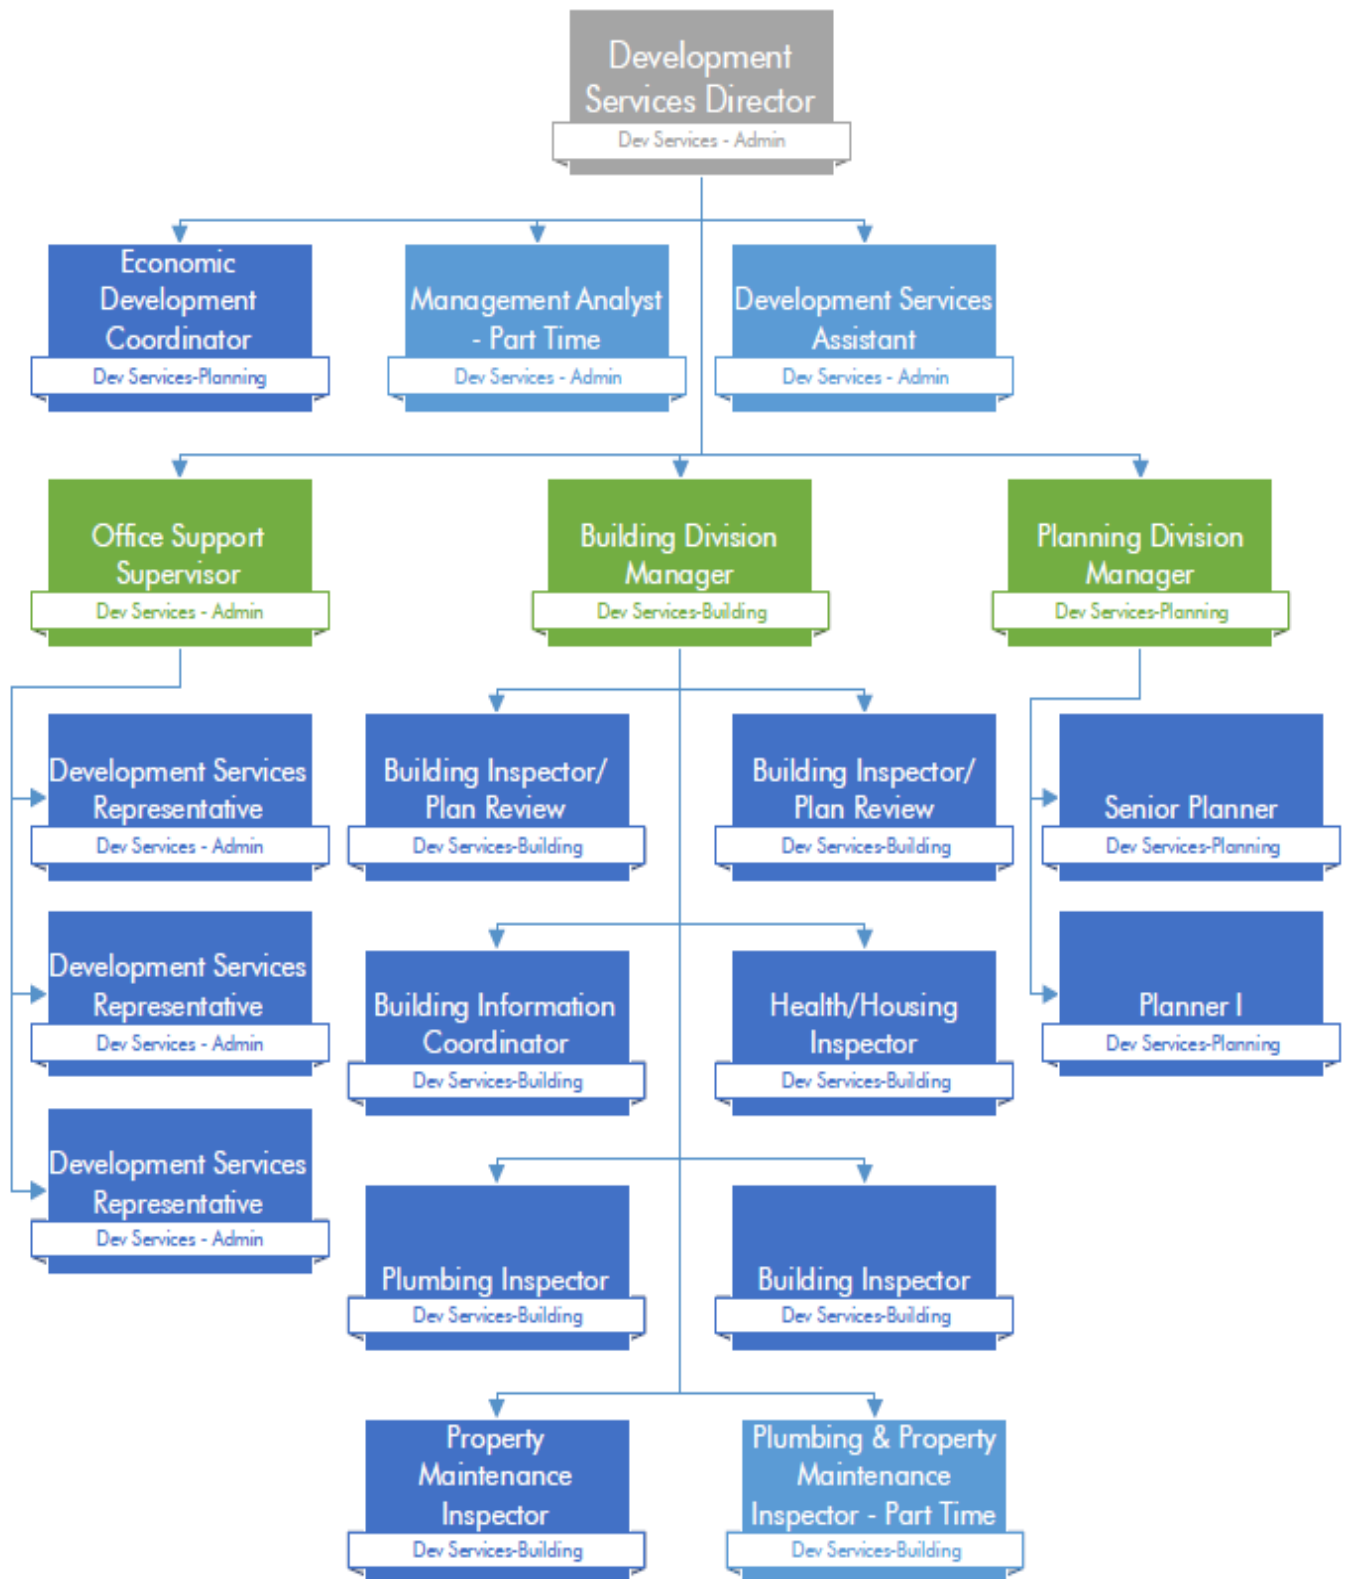 Development
Services Director
Dev Services - Admin
Economic
Development
Coordinator
Dev Services-Planning
Management Analyst
- Part Time
Dev Services - Admin
Development Services
Assistant
Dev Services - Admin
Office Support
Supervisor
Dev Services - Admin
Building Division
Manager
Dev Services-Building
Planning Division
Manager
Dev Services-Planning
Development Services
Representative
Dev Services - Admin
Building Inspector/
Plan Review
Dev Services-Building
Building Inspector/
Plan Review
Dev Services-Building
Senior Planner
Dev Services-Planning
Development Services
Representative
Dev Services - Admin
Building Information
Coordinator
Dev Services-Building
Health/Housing
Inspector
Dev Services-Building
Planner I
Dev Services-Planning
Development Services
Representative
Dev Services - Admin
Plumbing Inspector
Dev Services-Building
Building Inspector
Dev Services-Building
Property
Maintenance
Inspector
Dev Services-Building
Plumbing & Property
Maintenance
Inspector - Part Time
Dev Services-Building